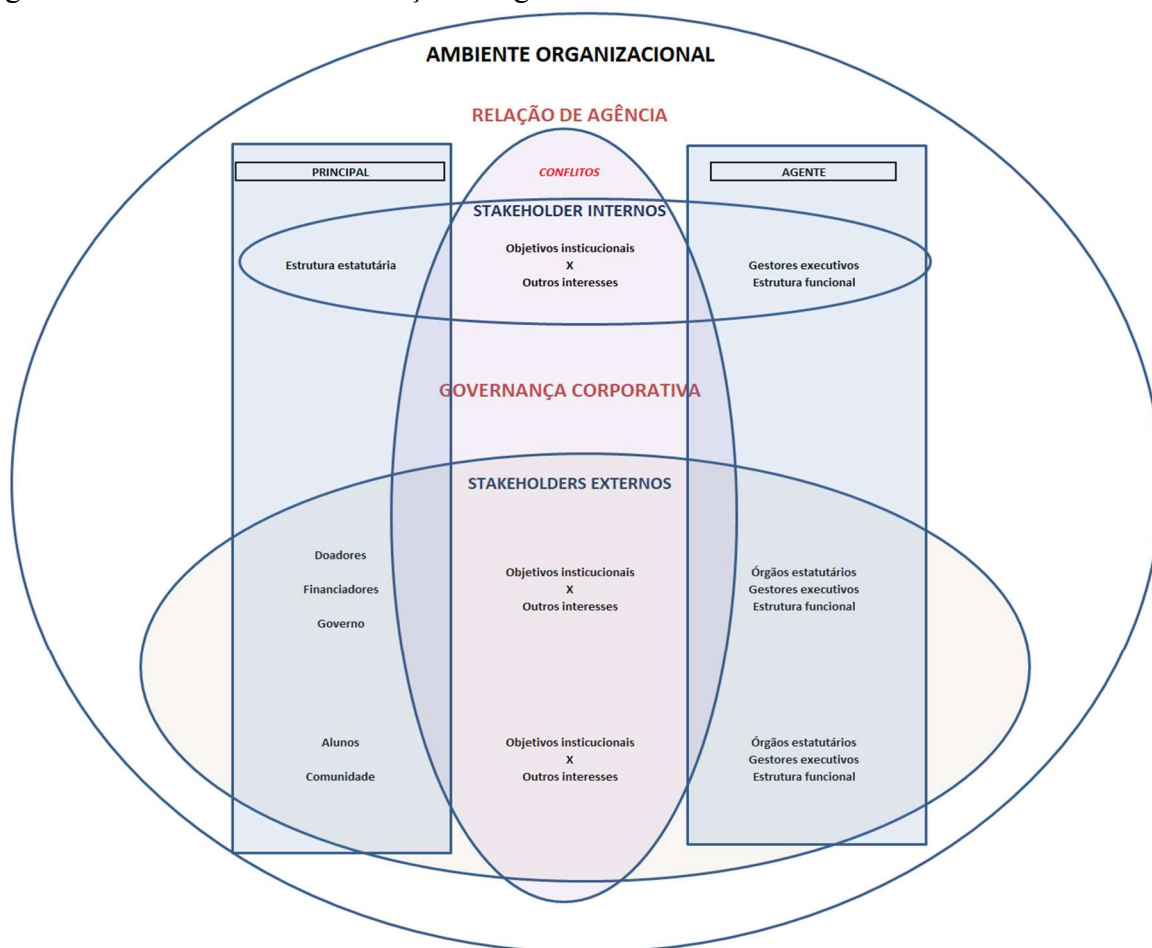 AMBIENTE ORGANIZACIONAL
RELAÇÃO DE AGÊNCIA
PRINCIPAL
CONFLITOS
AGENTE
STAKEHOLDER INTERNOS
Estrutura estatutária
Objetivos insticucionais
X
Outros interesses
Gestores executivos
Estrutura funcional
GOVERNANÇA CORPORATIVA
STAKEHOLDERS EXTERNOS
Doadores
Financiadores
Governo
Objetivos insticucionais
X
Outros interesses
Órgãos estatutários
Gestores executivos
Estrutura funcional
Alunos
Comunidade
Objetivos insticucionais
X
Outros interesses
Órgãos estatutários
Gestores executivos
Estrutura funcional